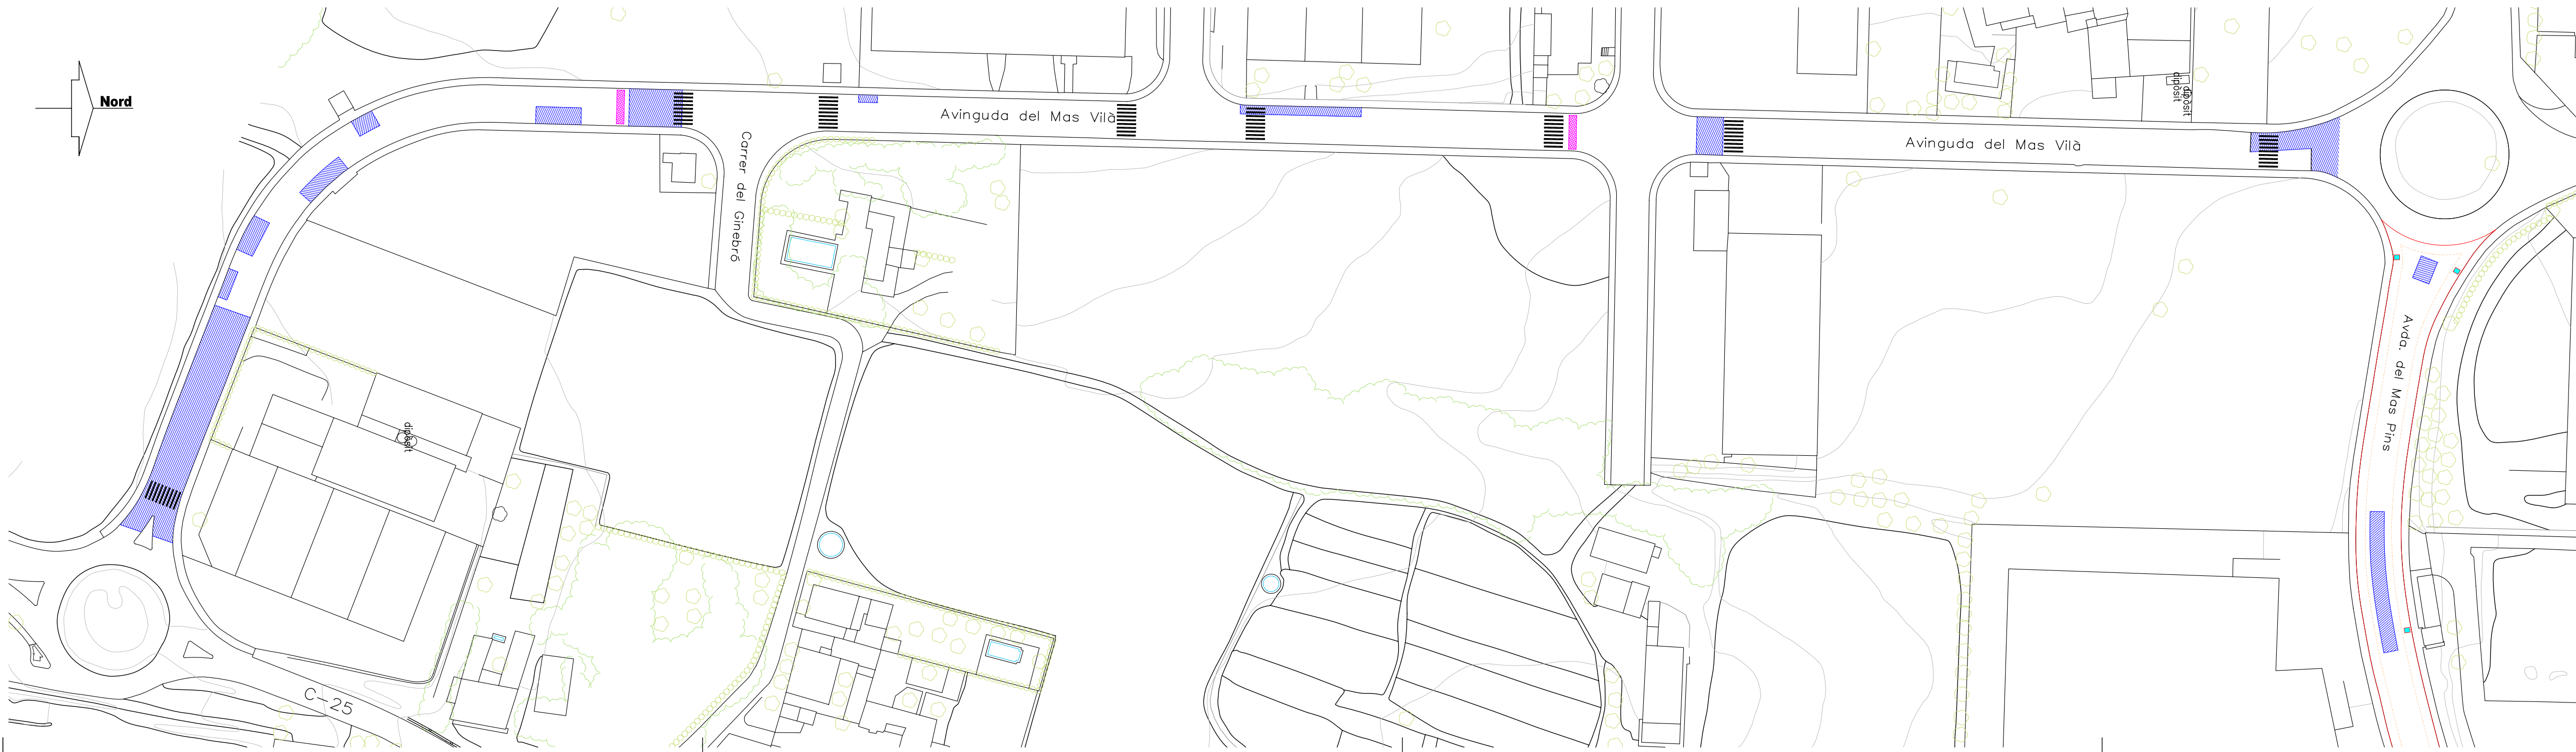 Nord
Avinguda del Mas Vilà
Avinguda del Mas Vilà
dipòsit
dipòsit
Carrer del Ginebró
Avda. del Mas Pins
dipòsit
C-25